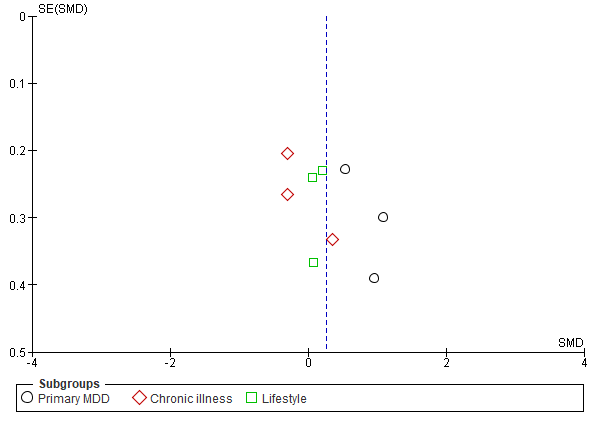 SE(SMD)
0
0.1
0.2
0.3
0.4
0.5
SMD
-4
-2
0
2
4
Subgroups
Primary MDD
Chronic illness
Lifestyle